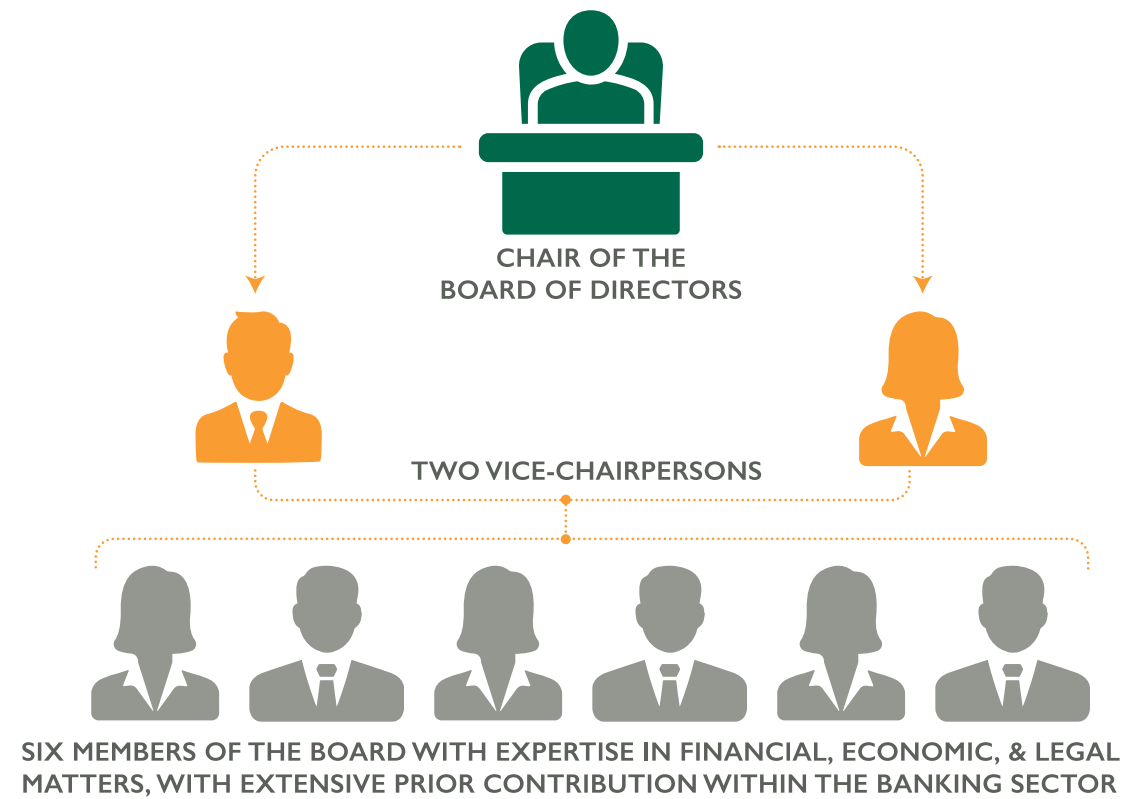 CHAIR OF THE
BOARD OF DIRECTORS
TWO VICE-CHAIRPERSONS
SIX MEMBERS OF THE BOARD WITH EXPERTISE IN FINANCIAL, ECONOMIC, & LEGAL
MATTERS, WITH EXTENSIVE PRIOR CONTRIBUTION WITHIN THE BANKING SECTOR